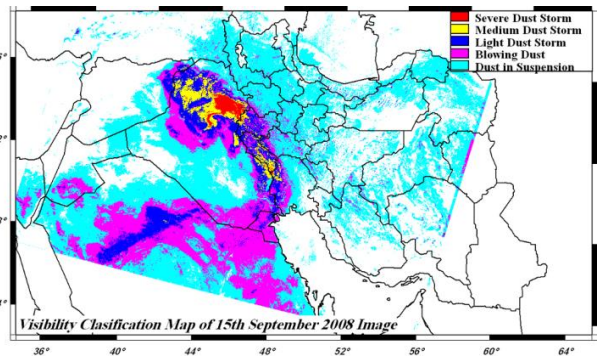 Severe Dust Storm
Medium Dust Storm
Light Dust Storm
Blowing Dust
Dust in Suspension
Visibility Clasification Map of 15th September 2008 Image
36° 40° 44° 48° 52° 56° 60° 64°